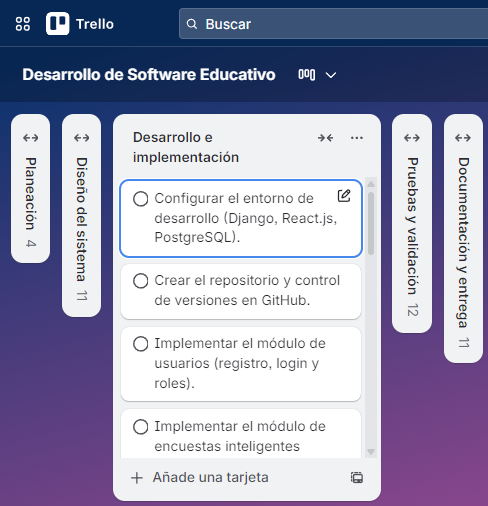 Trello
Buscar
Desarrollo de Software Educativo
Planeación 4
Diseño del sistema 11
Desarrollo e
implementación
Configurar el entorno de
desarrollo (Django, React.js,
PostgreSQL).
Crear el repositorio y control
de versiones en GitHub.
Implementar el módulo de
usuarios (registro, login y
roles).
Implementar el módulo de
encuestas inteligentes
Añade una tarjeta
Pruebas y validación 12
Documentación y entrega 11